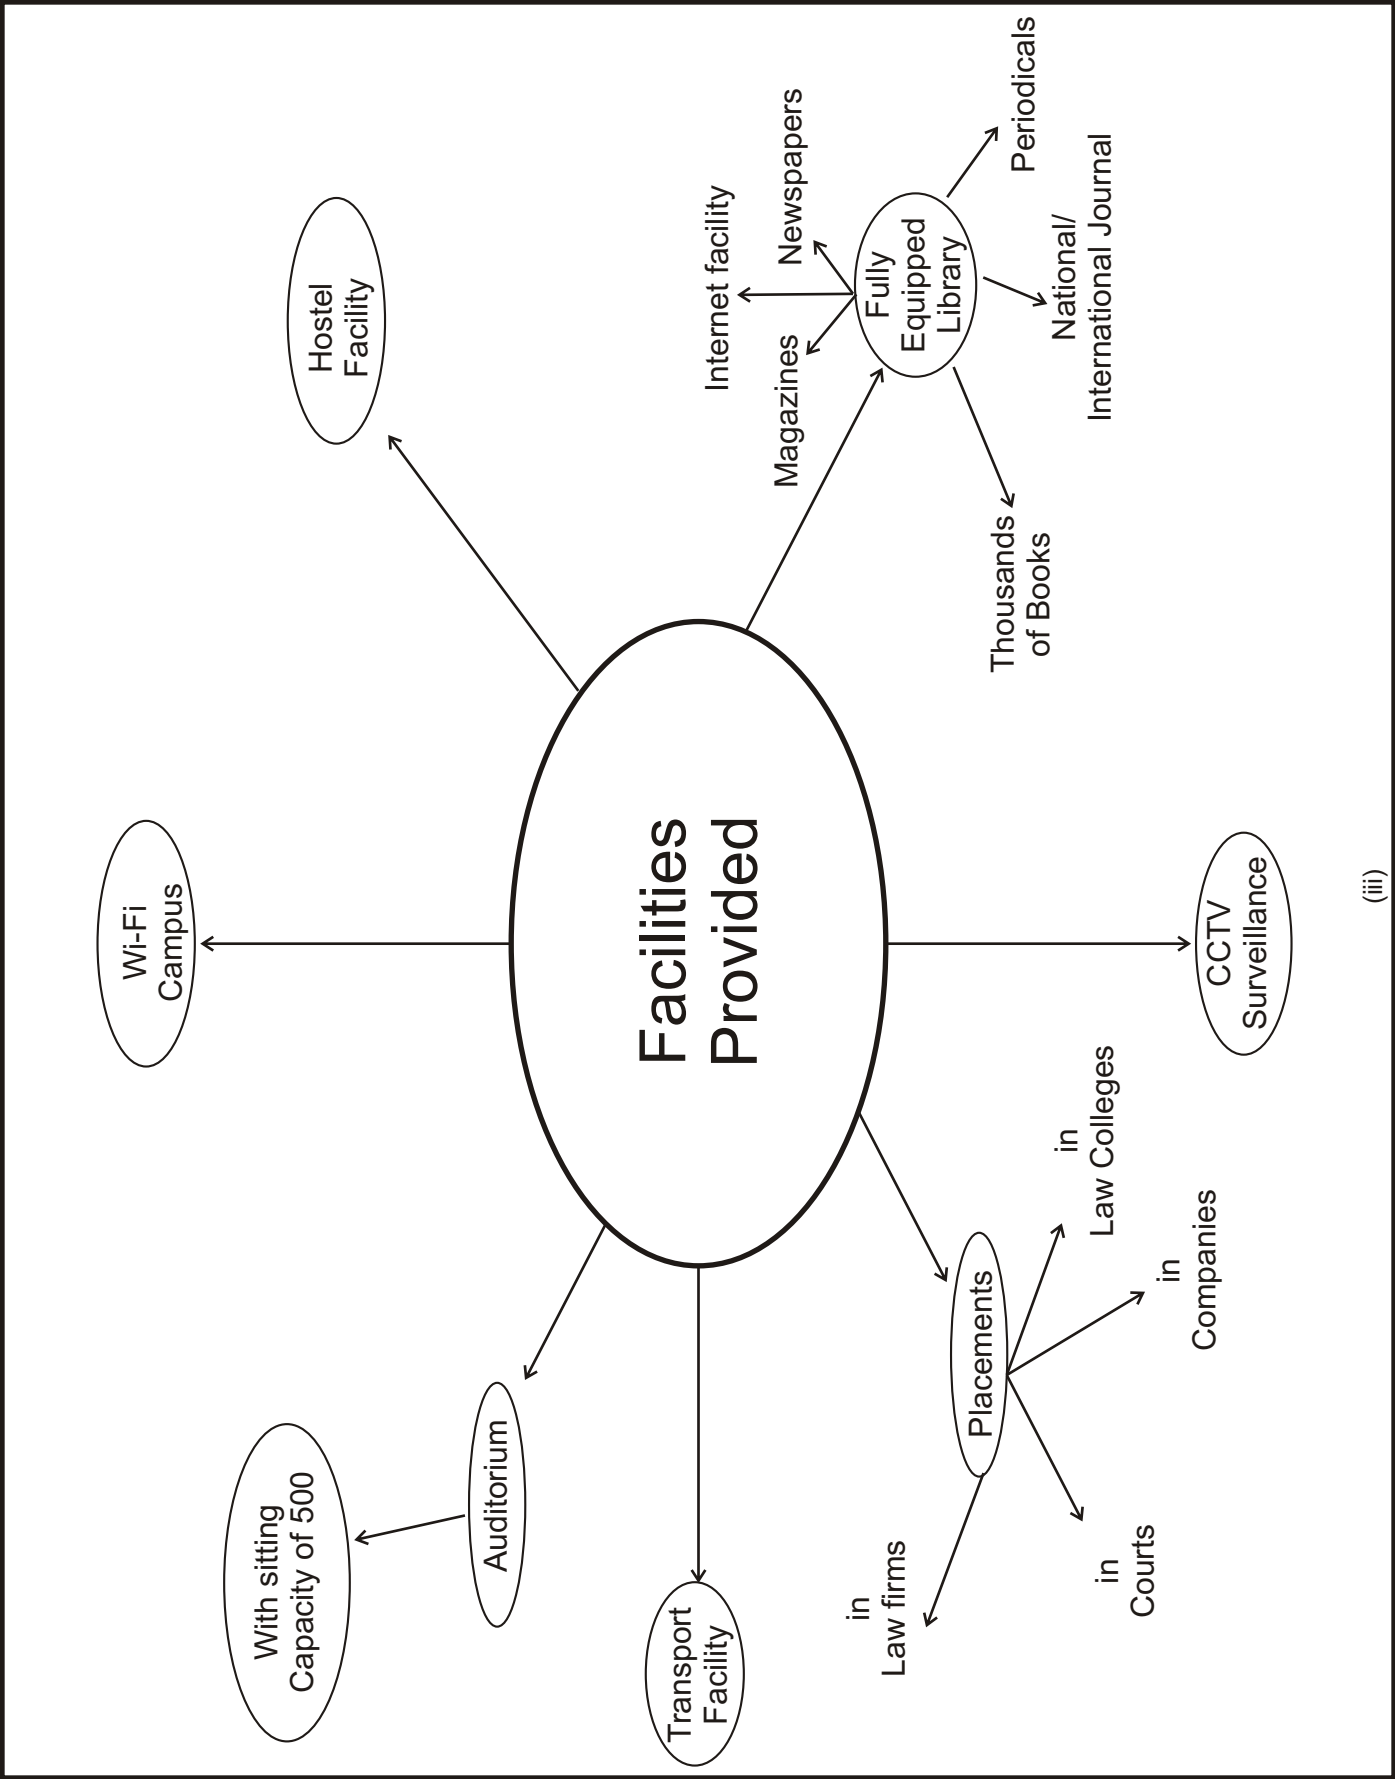 Wi-Fi
Campus
With sitting
Capacity of 500
Hostel
Facility
Auditorium
Facilities
Provided
Transport
Facility
Internet facility
Magazines
Newspapers
Fully
Equipped
Library
Periodicals
National/
International Journal
Thousands
of Books
Placements
in
Law firms
in
Courts
in
Companies
in
Law Colleges
CCTV
Surveillance
(iii)